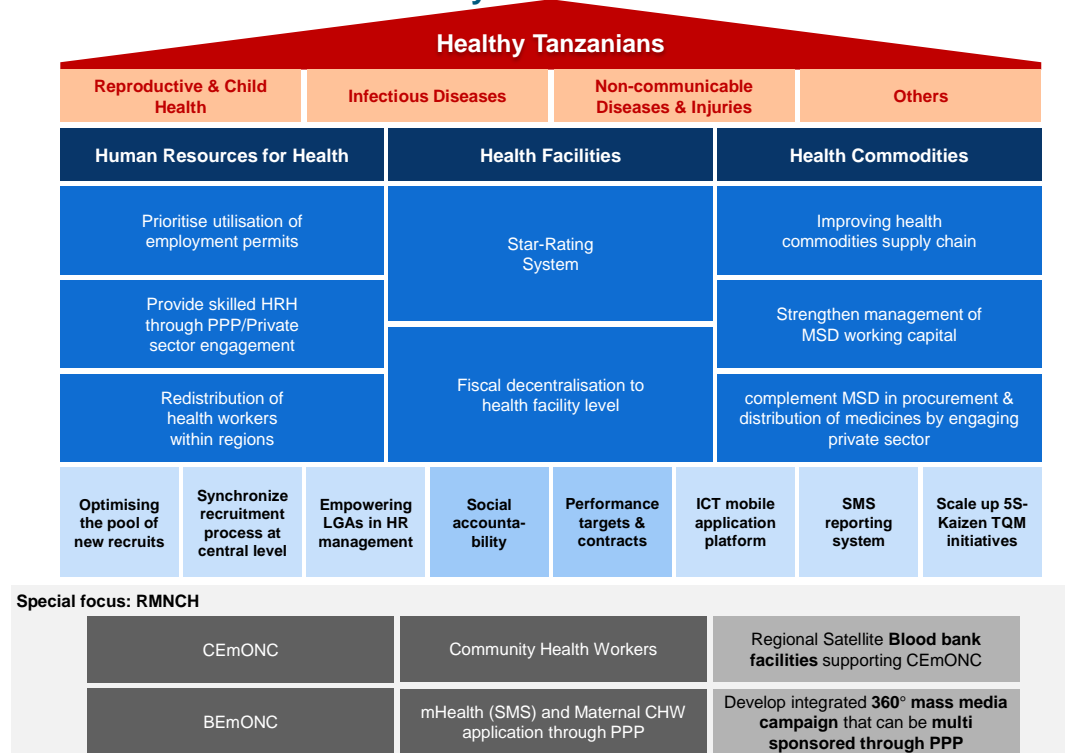 Healthy Tanzanians
Reproductive & Child
Health
Infectious Diseases
Non-communicable
Diseases & Injuries
Others
Human Resources for Health
Health Facilities
Health Commodities
Prioritise utilisation of
employment permits
Provide skilled HRH
through PPP/Private
sector engagement
Redistribution of
health workers
within regions
Star-Rating
System
Fiscal decentralisation to
health facility level
Improving health
commodities supply chain
Strengthen management of
MSD working capital
complement MSD in procurement &
distribution of medicines by engaging
private sector
Optimising
the pool of
new recruits
Synchronize
recruitment
process at
central level
Empowering
LGAs in HR
management
Social
accounta-
bility
Performance
targets &
contracts
ICT mobile
application
platform
SMS
reporting
system
Scale up 5S-
Kaizen TQM
initiatives
Special focus: RMNCH
CEmONC
Community Health Workers
Regional Satellite Blood bank
facilities supporting CEmONC
BEmONC
mHealth (SMS) and Maternal CHW
application through PPP
Develop integrated 360° mass media
campaign that can be multi
sponsored through PPP